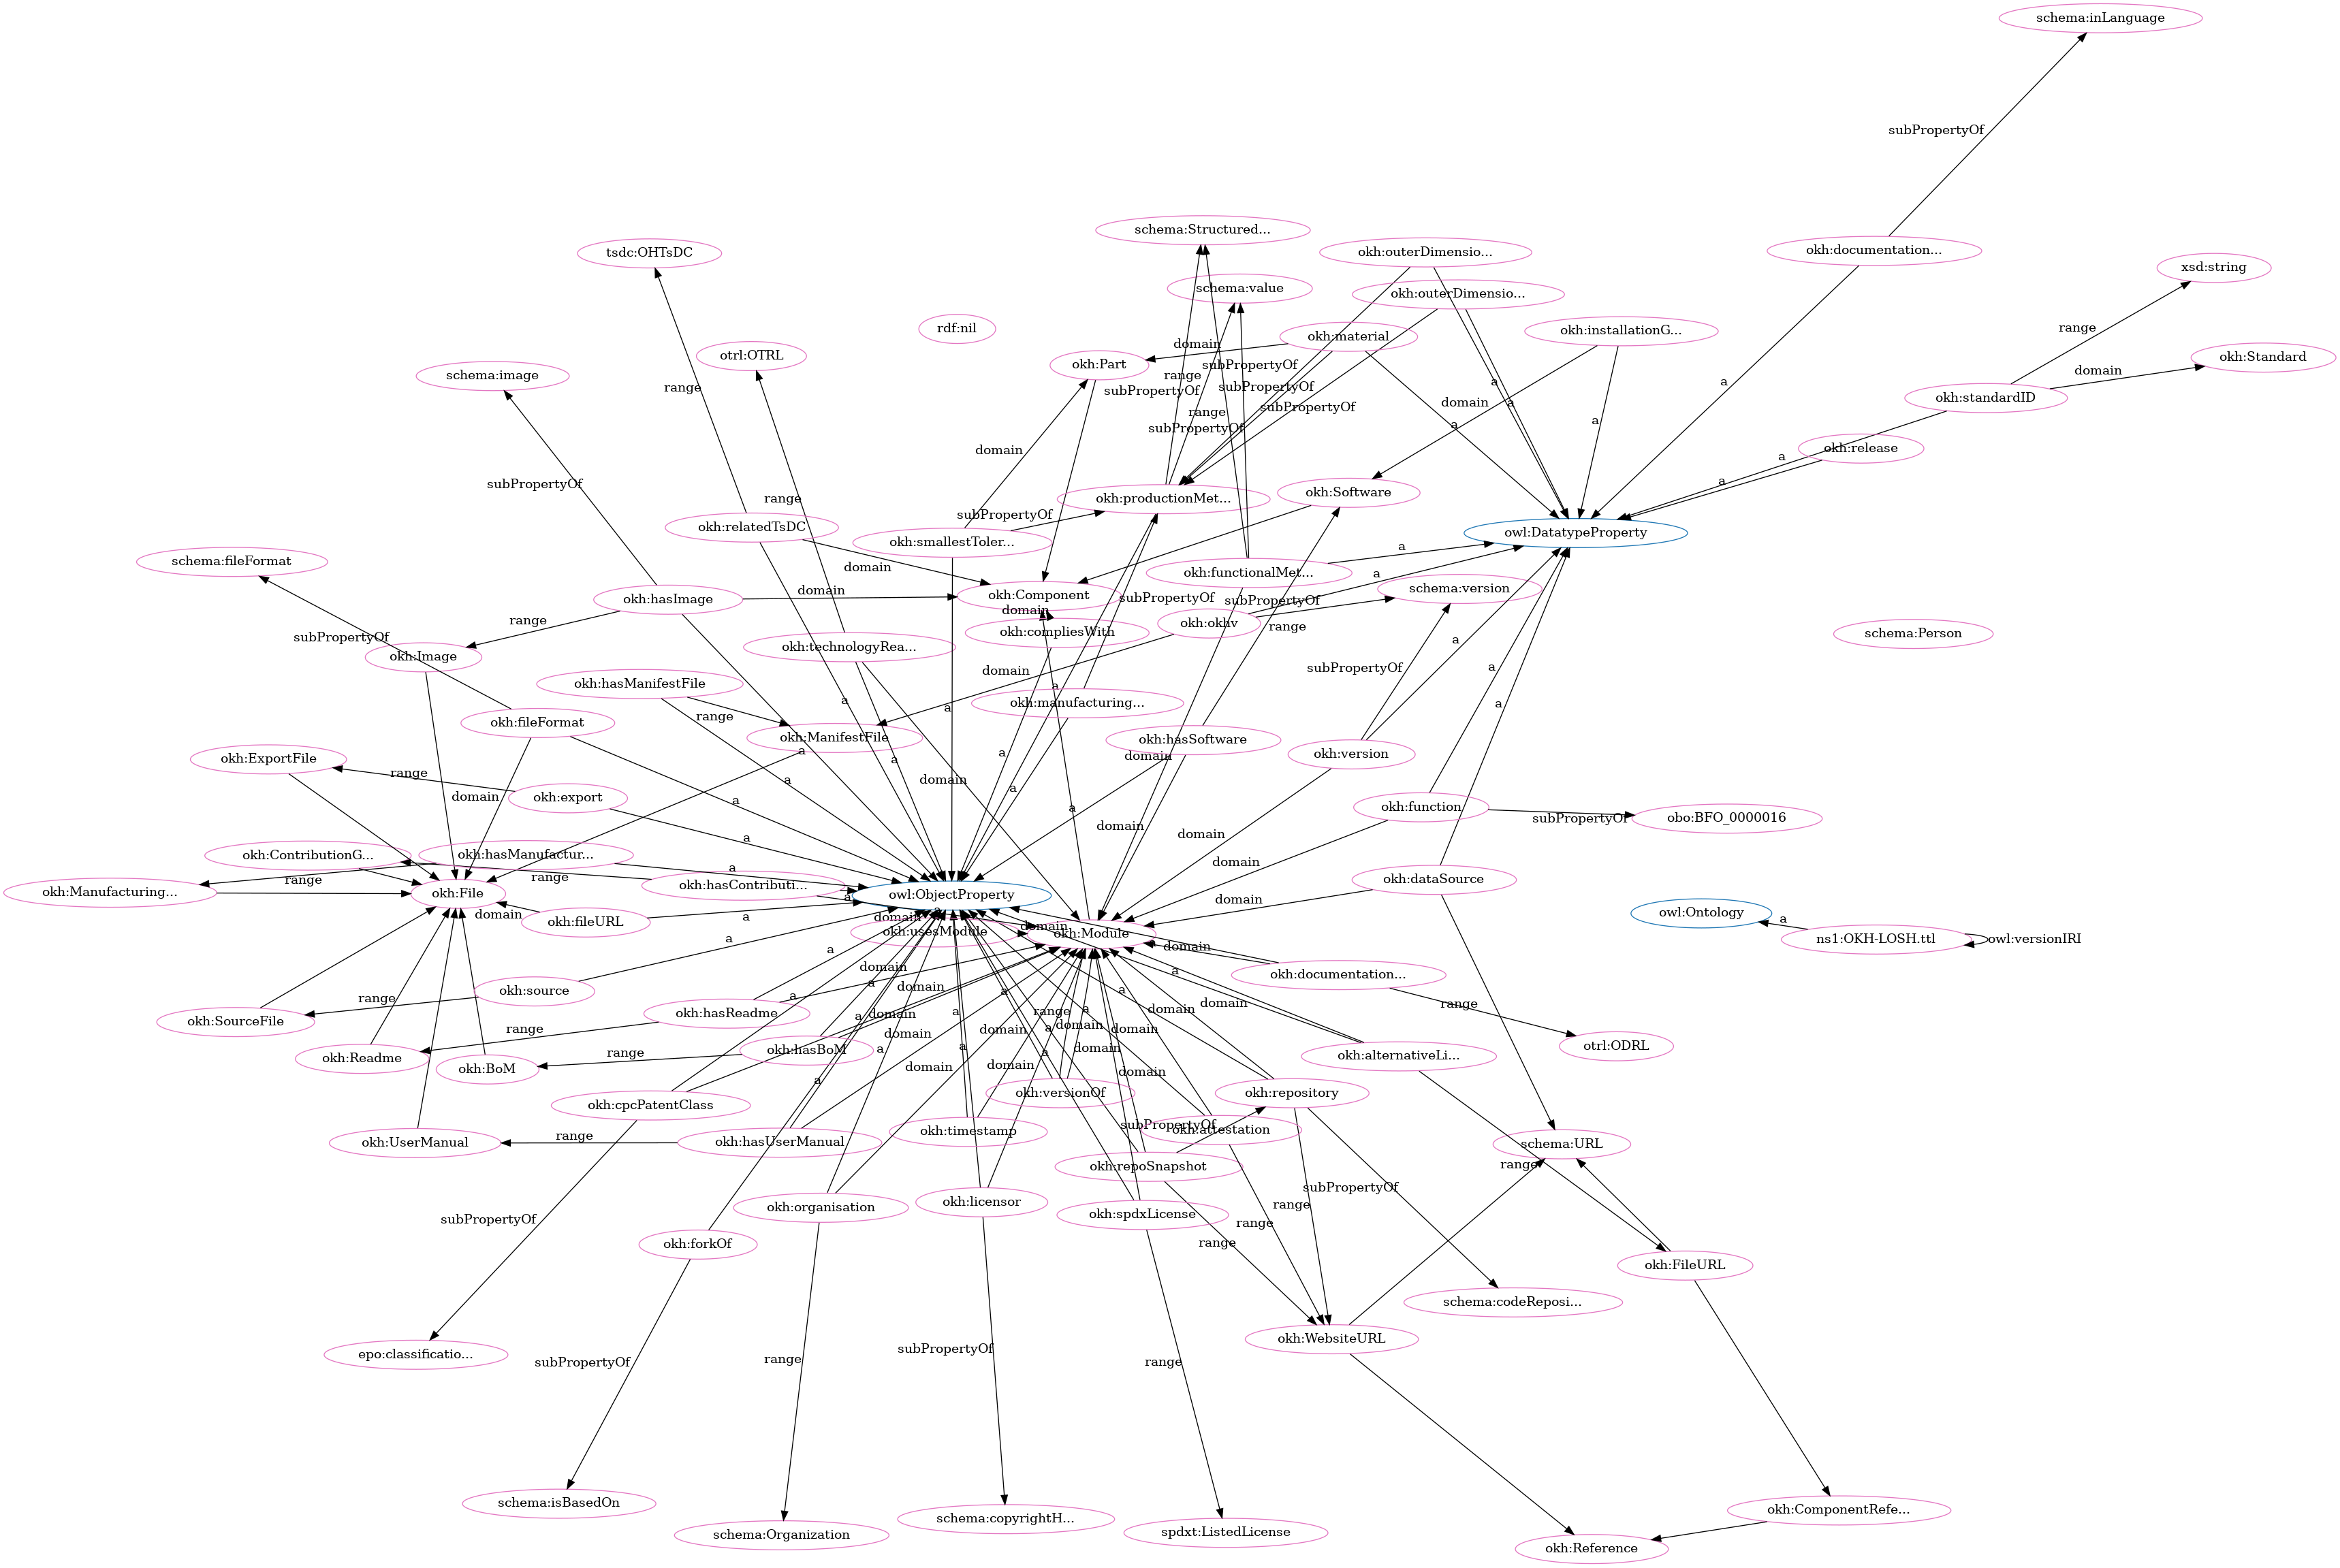 schema:inLanguage
subPropertyOf
schema:Structured...
tsdc:OHTsDC
okh:outerDimensio...
okh:documentation...
xsd:string
schema:value
okh:outerDimensio...
rdf:nil
okh:material
okh:installationG...
range
otrl:OTRL
domain
okh:Part
okh:Standard
schema:image
range
subPropertyOf
range
domain
subPropertyOf
subPropertyOf
a
a
okh:standardID
subPropertyOf
range
domain
a
a
a
subPropertyOf
okh:release
domain
a
a
subPropertyOf
range
okh:productionMet...
okh:Software
okh:relatedTsDC
subPropertyOf
okh:smallestToler...
owl:DatatypeProperty
a
schema:fileFormat
domain
okh:functionalMet...
a
okh:hasImage
domain
okh:Component
schema:version
subPropertyOf
subPropertyOf
domain
range
okh:okhv
range
subPropertyOf
okh:compliesWith
schema:Person
okh:Image
okh:technologyRea...
a
subPropertyOf
a
okh:hasManifestFile
domain
a
okh:manufacturing...
a
a
a
okh:fileFormat
range
okh:ManifestFile
okh:hasSoftware
okh:version
a
a
a
domain
okh:ExportFile
range
a
domain
a
domain
okh:export
a
a
okh:function
obo:BFO_0000016
subPropertyOf
a
domain
domain
okh:ContributionG...
okh:hasManufactur...
domain
okh:Manufacturing...
range
range
a
okh:hasContributi...
okh:dataSource
okh:File
owl:ObjectProperty
a
domain
owl:Ontology
domain
okh:fileURL
a
domain
a
a
okh:usesModule
domain
okh:Module
ns1:OKH-LOSH.ttl
owl:versionIRI
a
a
domain
domain
okh:documentation...
a
okh:source
a
a
domain
a
a
range
range
okh:SourceFile
okh:hasReadme
a
domain
a
range
a
domain
domain
range
a
domain
domain
domain
okh:Readme
range
okh:hasBoM
a
domain
a
domain
otrl:ODRL
okh:BoM
a
domain
domain
domain
okh:alternativeLi...
okh:cpcPatentClass
okh:versionOf
okh:repository
okh:UserManual
range
okh:hasUserManual
okh:timestamp
subPropertyOf
okh:attestation
schema:URL
okh:repoSnapshot
range
subPropertyOf
okh:organisation
okh:licensor
okh:spdxLicense
range
subPropertyOf
okh:forkOf
range
range
okh:FileURL
schema:codeReposi...
okh:WebsiteURL
epo:classificatio...
subPropertyOf
range
subPropertyOf
range
schema:isBasedOn
schema:Organization
schema:copyrightH...
spdxt:ListedLicense
okh:ComponentRefe...
okh:Reference